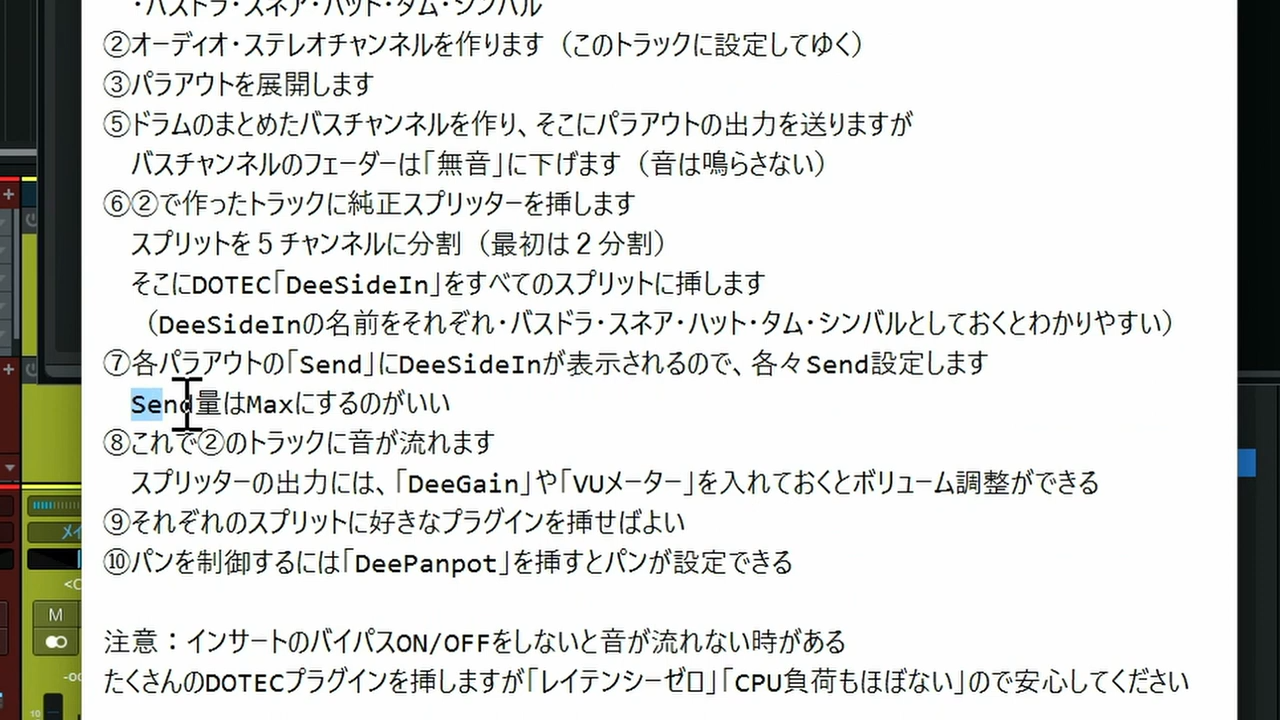 ・バスドラ・スネア・ハット・タム・シンバル
②オーディオ・ステレオチャンネルを作ります（このトラックに設定してゆく）
③パラアウトを展開します
⑤ドラムのまとめたバスチャンネルを作り、そこにパラアウトの出力を送りますが
バスチャンネルのフェーダーは「無音」に下げます（音は鳴らさない）
⑥②で作ったトラックに純正スプリッターを挿します
スプリットを５チャンネルに分割（最初は２分割）
そこにDOTEC「DeeSideIn」をすべてのスプリットに挿します
（DeeSideInの名前をそれぞれ・バスドラ・スネア・ハット・タム・シンバルとしておくとわかりやすい）
⑦各パラアウトの「Send」にDeeSideInが表示されるので、各々Send設定します
Send量はMaxにするのがいい
⑧これで②のトラックに音が流れます
スプリッターの出力には、「DeeGain」や「VUメーター」を入れておくとボリューム調整ができる
⑨それぞれのスプリットに好きなプラグインを挿せばよい
⑩パンを制御するには「DeePanpot」を挿すとパンが設定できる
注意：インサートのバイパスON/OFFをしないと音が流れない時がある
たくさんのDOTECプラグインを挿しますが「レイテンシーゼロ」「CPU負荷もほぼない」ので安心してください
M
10